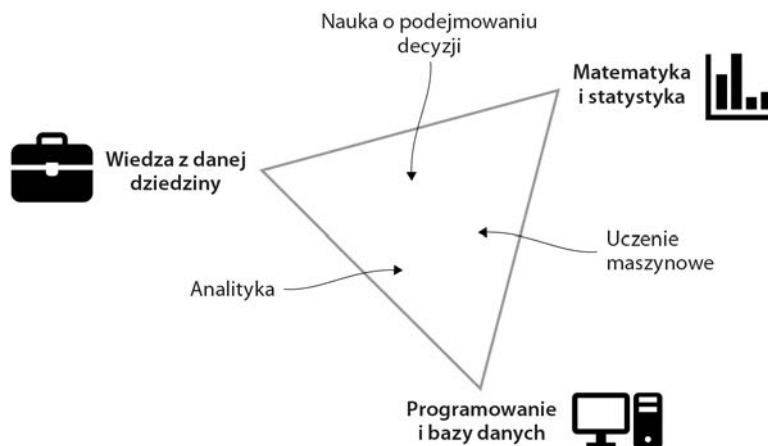 Nauka o podejmowaniu
decyzji
Matematyka
i statystyka
Wiedza z danej
dziedziny
Uczenie
maszynowe
Analityka
Programowanie
i bazy danych